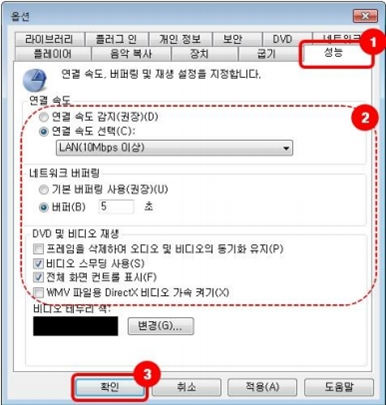 옵션
라이브러리 플러그 인 개인 정보 보안 DVD 네트워크
플레이어 음악 복사 장치 굽기 성능
1
연결 속도, 버퍼링 및 재생 설정을 지정합니다.
연결 속도
2
연결 속도 감지(권장)(D)
연결 속도 선택(C):
LAN(10Mbps 이상)
네트워크 버퍼링
기본 버퍼링 사용(권장)(U)
버퍼(B) 5 초
DVD 및 비디오 재생
프레임을 삭제하여 오디오 및 비디오의 동기화 유지(P)
비디오 스무딩 사용(S)
전체 화면 컨트롤 표시(F)
WMV 파일용 DirectX 비디오 가속 켜기(X)
비디오 테두리 색:
변경(G)...
3
확인 취소 적용(A) 도움말